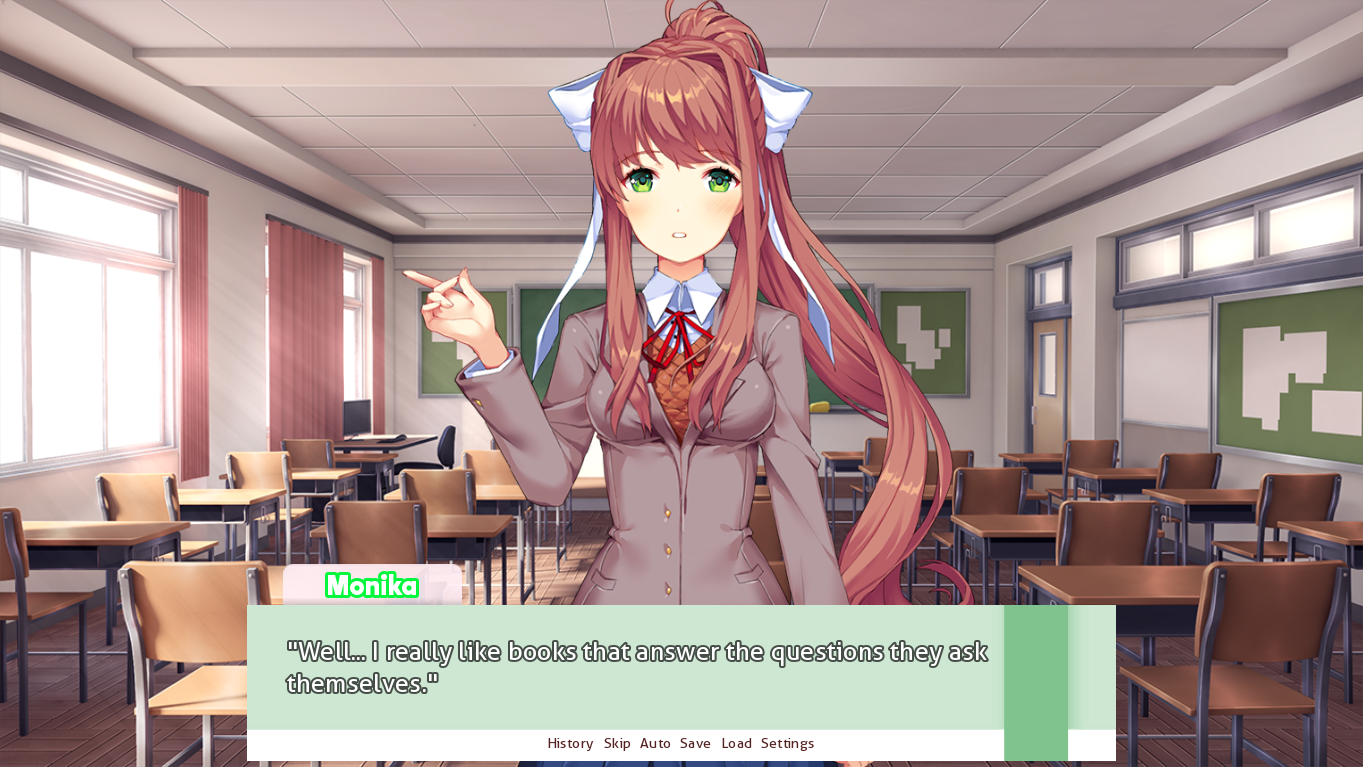 Monika
"Well... I really like books that answer the questions they ask
themselves."
History Skip Auto Save Load Settings